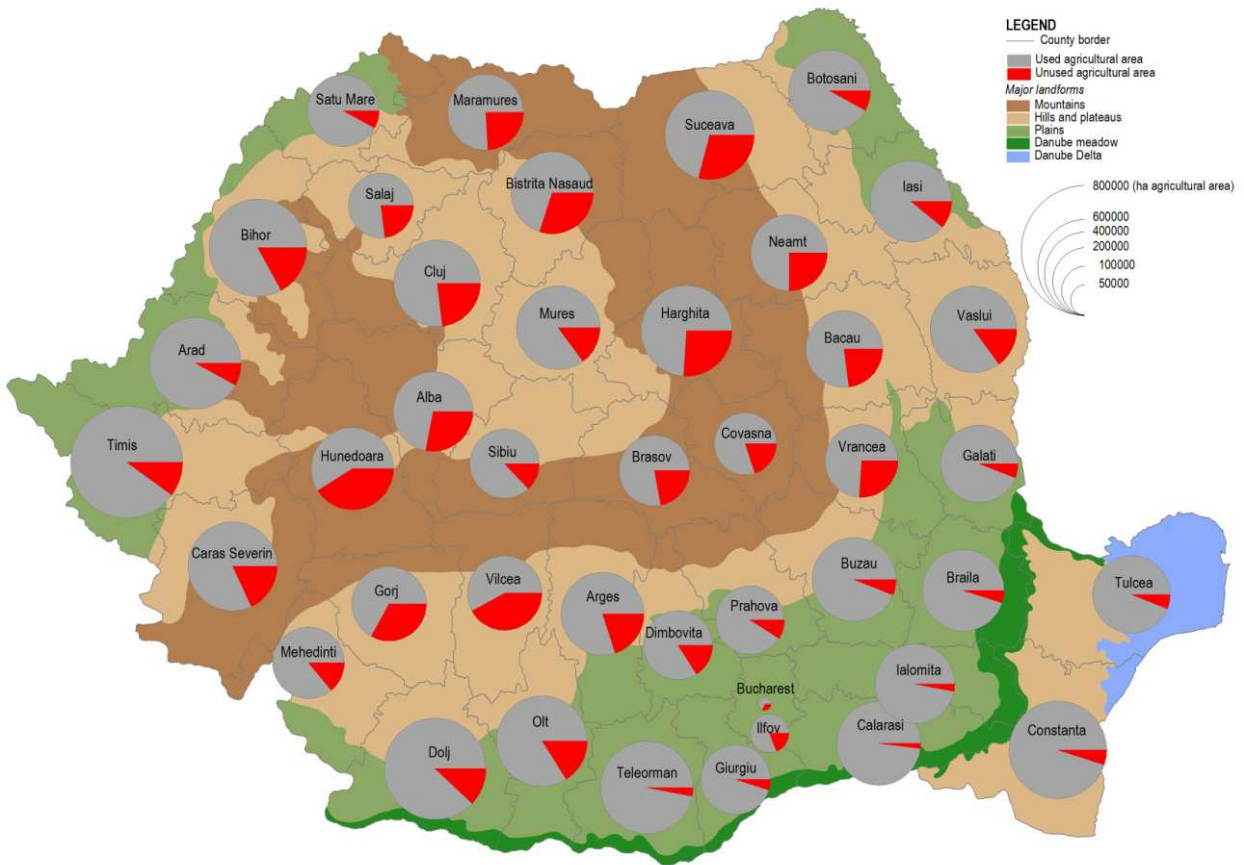 LEGEND
County border
Used agricultural area
Unused agricultural area
Major landforms
Mountains
Hills and plateaus
Plains
Danube meadow
Danube Delta
800000 (ha agricultural area)
600000
400000
200000
100000
50000
Botosani
Satu Mare
Maramures
Suceava
Bistrita Nasaud
Iasi
Salaj
Bihor
Neamt
Cluj
Mures
Harghita
Vaslui
Bacau
Arad
Alba
Timis
Hunedoara
Sibiu
Brasov
Covasna
Vrancea
Galati
Caras Severin
Gorj
Vilcea
Arges
Buzau
Braila
Tulcea
Prahova
Dimbovita
Mehedinti
Ialomita
Bucharest
Ilfov
Olt
Dolj
Teleorman
Giurgiu
Calarasi
Constanta